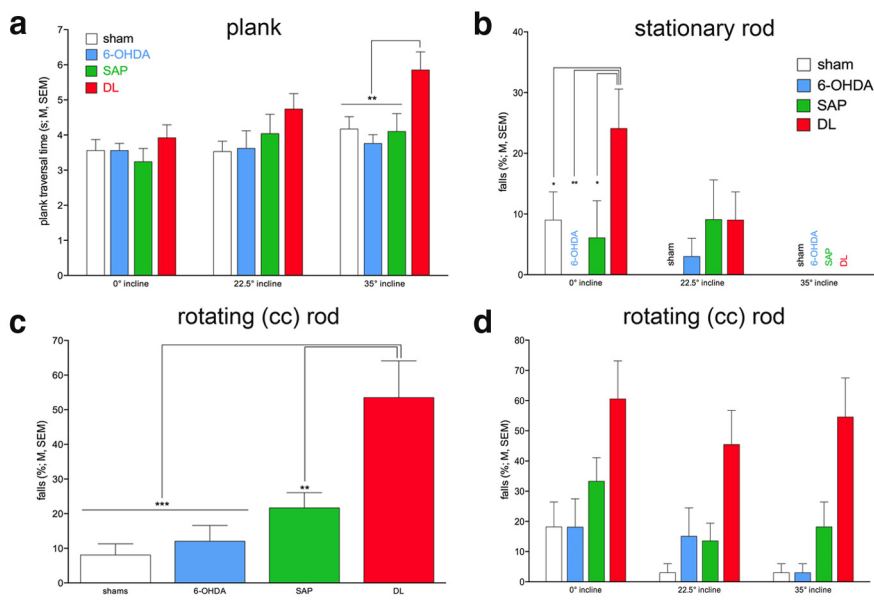 a
plank
sham
6-OHDA
SAP
DL
plank traversal time (s; M, SEM)
7
6
5
4
3
2
1
0
**
0° incline
22.5° incline
35° incline
b
stationary rod
sham
6-OHDA
SAP
DL
falls (%; M, SEM)
40
30
20
10
0
* ** *
6-OHDA
sham
sham
6-OHDA
SAP
DL
0° incline
22.5° incline
35° incline
c
rotating (cc) rod
falls (%; M, SEM)
70
60
50
40
30
20
10
0
***
**
shams
6-OHDA
SAP
DL
d
rotating (cc) rod
falls (%; M, SEM)
80
70
60
50
40
30
20
10
0
0° incline
22.5° incline
35° incline